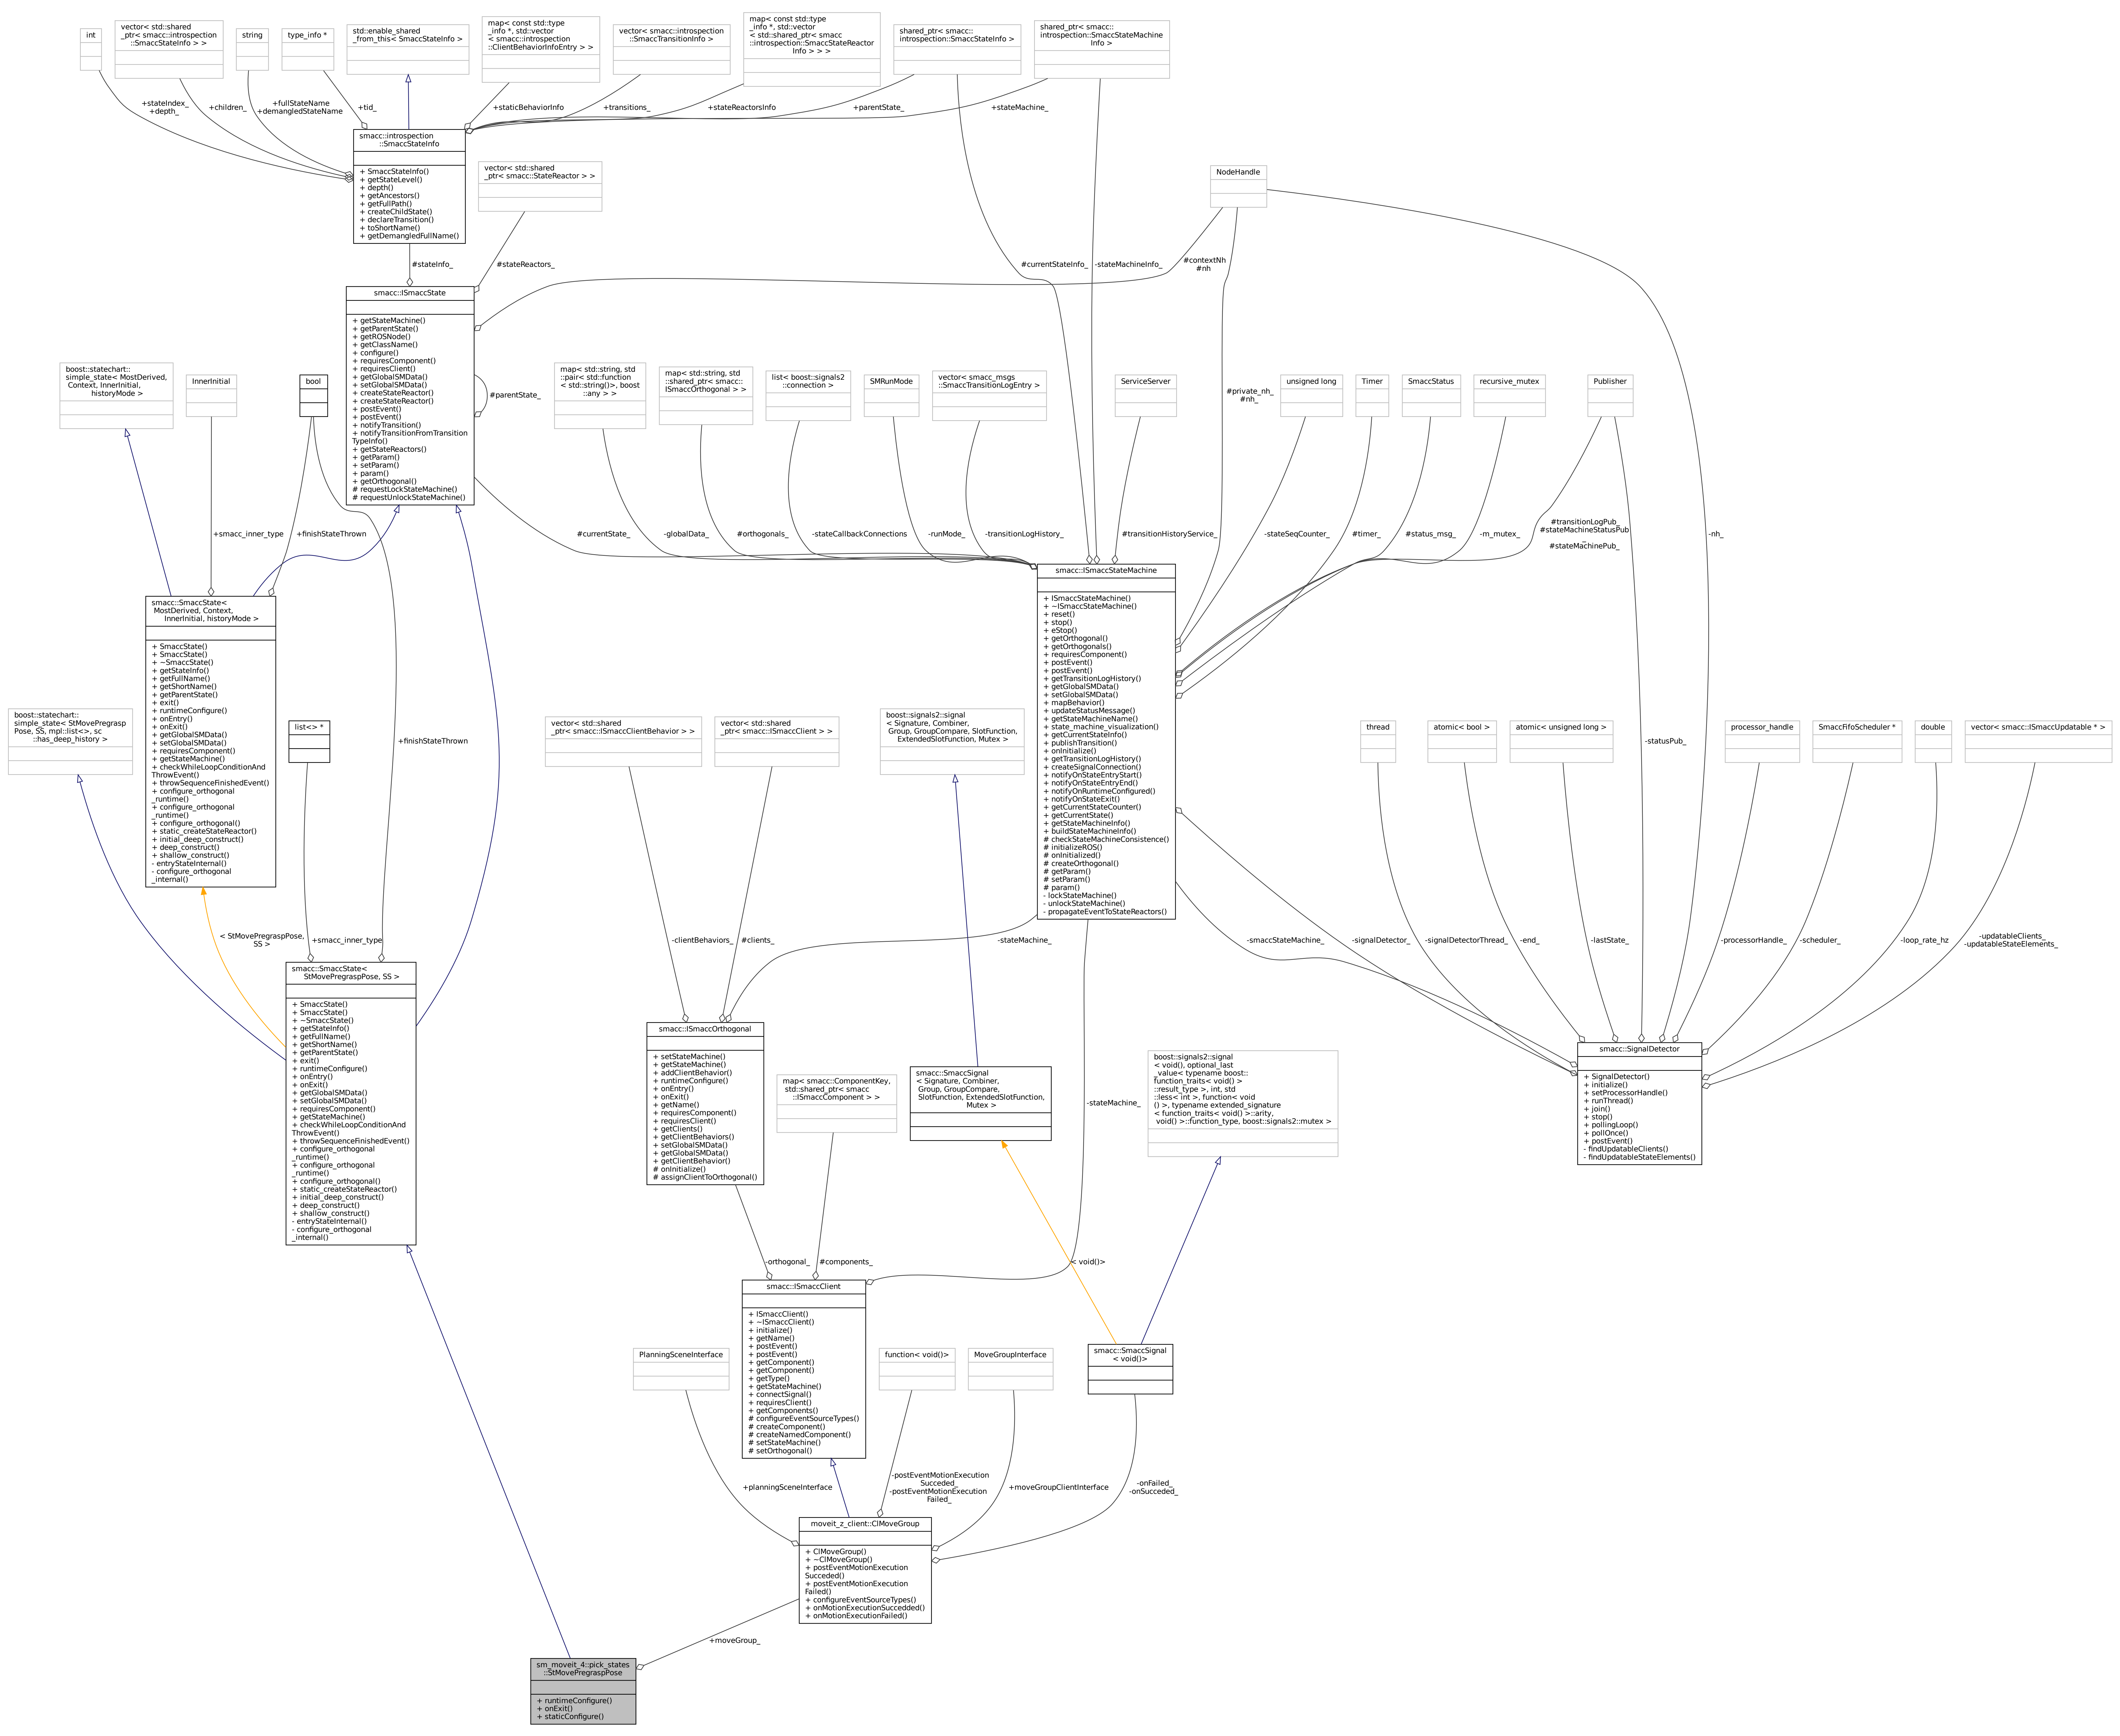 int
vector< std::shared
_ptr< smacc::introspection
::SmaccStateInfo > >
string
type_info *
std::enable_shared
_from_this< SmaccStateInfo >
map< const std::type
_info *, std::vector
< smacc::introspection
::ClientBehaviorInfoEntry > >
vector< smacc::introspection
::SmaccTransitionInfo >
map< const std::type
_info *, std::vector
< std::shared_ptr< smacc
::introspection::SmaccStateReactor
Info > > >
shared_ptr< smacc::
introspection::SmaccStateInfo >
shared_ptr< smacc::
introspection::SmaccStateMachine
Info >
+stateIndex_
+depth_
+children_
+fullStateName
+demangledStateName
+tid_
+staticBehaviorInfo
+transitions_
+stateReactorsInfo
+parentState_
+stateMachine_
smacc::introspection
::SmaccStateInfo
+ SmaccStateInfo()
+ getStateLevel()
+ depth()
+ getAncestors()
+ getFullPath()
+ createChildState()
+ declareTransition()
+ toShortName()
+ getDemangledFullName()
vector< std::shared
_ptr< smacc::StateReactor > >
NodeHandle
#stateInfo_
#stateReactors_
#currentStateInfo_
-stateMachineInfo_
#contextNh
#nh
smacc::ISmaccState
+ getStateMachine()
+ getParentState()
+ getROSNode()
+ getClassName()
+ configure()
+ requiresComponent()
+ requiresClient()
+ getGlobalSMData()
+ setGlobalSMData()
+ createStateReactor()
+ createStateReactor()
+ postEvent()
+ postEvent()
+ notifyTransition()
+ notifyTransitionFromTransition
TypeInfo()
+ getStateReactors()
+ getParam()
+ setParam()
+ param()
+ getOrthogonal()
# requestLockStateMachine()
# requestUnlockStateMachine()
#parentState_
boost::statechart::
simple_state< MostDerived,
Context, InnerInitial,
historyMode >
InnerInitial
bool
map< std::string, std
::pair< std::function
< std::string()>, boost
::any > >
map< std::string, std
::shared_ptr< smacc::
ISmaccOrthogonal > >
list< boost::signals2
::connection >
SMRunMode
vector< smacc_msgs
::SmaccTransitionLogEntry >
ServiceServer
#private_nh_
#nh_
unsigned long
Timer
SmaccStatus
recursive_mutex
Publisher
+smacc_inner_type
+finishStateThrown
#currentState_
-globalData_
#orthogonals_
-stateCallbackConnections
-runMode_
-transitionLogHistory_
#transitionHistoryService_
-stateSeqCounter_
#timer_
#status_msg_
-m_mutex_
#transitionLogPub_
#stateMachineStatusPub
_
#stateMachinePub_
-nh_
smacc::SmaccState<
MostDerived, Context,
InnerInitial, historyMode >
+ SmaccState()
+ SmaccState()
+ ~SmaccState()
+ getStateInfo()
+ getFullName()
+ getShortName()
+ getParentState()
+ exit()
+ runtimeConfigure()
+ onEntry()
+ onExit()
+ getGlobalSMData()
+ setGlobalSMData()
+ requiresComponent()
+ getStateMachine()
+ checkWhileLoopConditionAnd
ThrowEvent()
+ throwSequenceFinishedEvent()
+ configure_orthogonal
_runtime()
+ configure_orthogonal
_runtime()
+ configure_orthogonal()
+ static_createStateReactor()
+ initial_deep_construct()
+ deep_construct()
+ shallow_construct()
- entryStateInternal()
- configure_orthogonal
_internal()
smacc::ISmaccStateMachine
+ ISmaccStateMachine()
+ ~ISmaccStateMachine()
+ reset()
+ stop()
+ eStop()
+ getOrthogonal()
+ getOrthogonals()
+ requiresComponent()
+ postEvent()
+ postEvent()
+ getTransitionLogHistory()
+ getGlobalSMData()
+ setGlobalSMData()
+ mapBehavior()
+ updateStatusMessage()
+ getStateMachineName()
+ state_machine_visualization()
+ getCurrentStateInfo()
+ publishTransition()
+ onInitialize()
+ getTransitionLogHistory()
+ createSignalConnection()
+ notifyOnStateEntryStart()
+ notifyOnStateEntryEnd()
+ notifyOnRuntimeConfigured()
+ notifyOnStateExit()
+ getCurrentStateCounter()
+ getCurrentState()
+ getStateMachineInfo()
+ buildStateMachineInfo()
# checkStateMachineConsistence()
# initializeROS()
# onInitialized()
# createOrthogonal()
# getParam()
# setParam()
# param()
- lockStateMachine()
- unlockStateMachine()
- propagateEventToStateReactors()
boost::statechart::
simple_state< StMovePregrasp
Pose, SS, mpl::list<>, sc
::has_deep_history >
list<> *
+finishStateThrown
vector< std::shared
_ptr< smacc::ISmaccClientBehavior > >
vector< std::shared
_ptr< smacc::ISmaccClient > >
boost::signals2::signal
< Signature, Combiner,
Group, GroupCompare, SlotFunction,
ExtendedSlotFunction, Mutex >
thread
atomic< bool >
atomic< unsigned long >
-statusPub_
processor_handle
SmaccFifoScheduler *
double
vector< smacc::ISmaccUpdatable * >
< StMovePregraspPose,
SS >
+smacc_inner_type
-clientBehaviors_
#clients_
-stateMachine_
-smaccStateMachine_
-signalDetector_
-signalDetectorThread_
-end_
-lastState_
-processorHandle_
-scheduler_
-loop_rate_hz
-updatableClients_
-updatableStateElements_
smacc::SmaccState<
StMovePregraspPose, SS >
+ SmaccState()
+ SmaccState()
+ ~SmaccState()
+ getStateInfo()
+ getFullName()
+ getShortName()
+ getParentState()
+ exit()
+ runtimeConfigure()
+ onEntry()
+ onExit()
+ getGlobalSMData()
+ setGlobalSMData()
+ requiresComponent()
+ getStateMachine()
+ checkWhileLoopConditionAnd
ThrowEvent()
+ throwSequenceFinishedEvent()
+ configure_orthogonal
_runtime()
+ configure_orthogonal
_runtime()
+ configure_orthogonal()
+ static_createStateReactor()
+ initial_deep_construct()
+ deep_construct()
+ shallow_construct()
- entryStateInternal()
- configure_orthogonal
_internal()
smacc::ISmaccOrthogonal
+ setStateMachine()
+ getStateMachine()
+ addClientBehavior()
+ runtimeConfigure()
+ onEntry()
+ onExit()
+ getName()
+ requiresComponent()
+ requiresClient()
+ getClients()
+ getClientBehaviors()
+ setGlobalSMData()
+ getGlobalSMData()
+ getClientBehavior()
# onInitialize()
# assignClientToOrthogonal()
map< smacc::ComponentKey,
std::shared_ptr< smacc
::ISmaccComponent > >
smacc::SmaccSignal
< Signature, Combiner,
Group, GroupCompare,
SlotFunction, ExtendedSlotFunction,
Mutex >
-stateMachine_
boost::signals2::signal
< void(), optional_last
_value< typename boost::
function_traits< void() >
::result_type >, int, std
::less< int >, function< void
() >, typename extended_signature
< function_traits< void() >::arity,
void() >::function_type, boost::signals2::mutex >
smacc::SignalDetector
+ SignalDetector()
+ initialize()
+ setProcessorHandle()
+ runThread()
+ join()
+ stop()
+ pollingLoop()
+ pollOnce()
+ postEvent()
- findUpdatableClients()
- findUpdatableStateElements()
-orthogonal_
#components_
< void()>
smacc::ISmaccClient
+ ISmaccClient()
+ ~ISmaccClient()
+ initialize()
+ getName()
+ postEvent()
+ postEvent()
+ getComponent()
+ getComponent()
+ getType()
+ getStateMachine()
+ connectSignal()
+ requiresClient()
+ getComponents()
# configureEventSourceTypes()
# createComponent()
# createNamedComponent()
# setStateMachine()
# setOrthogonal()
PlanningSceneInterface
function< void()>
MoveGroupInterface
smacc::SmaccSignal
< void()>
+planningSceneInterface
-postEventMotionExecution
Succeded_
-postEventMotionExecution
Failed_
+moveGroupClientInterface
-onFailed_
-onSucceded_
moveit_z_client::ClMoveGroup
+ ClMoveGroup()
+ ~ClMoveGroup()
+ postEventMotionExecution
Succeded()
+ postEventMotionExecution
Failed()
+ configureEventSourceTypes()
+ onMotionExecutionSuccedded()
+ onMotionExecutionFailed()
+moveGroup_
sm_moveit_4::pick_states
::StMovePregraspPose
+ runtimeConfigure()
+ onExit()
+ staticConfigure()